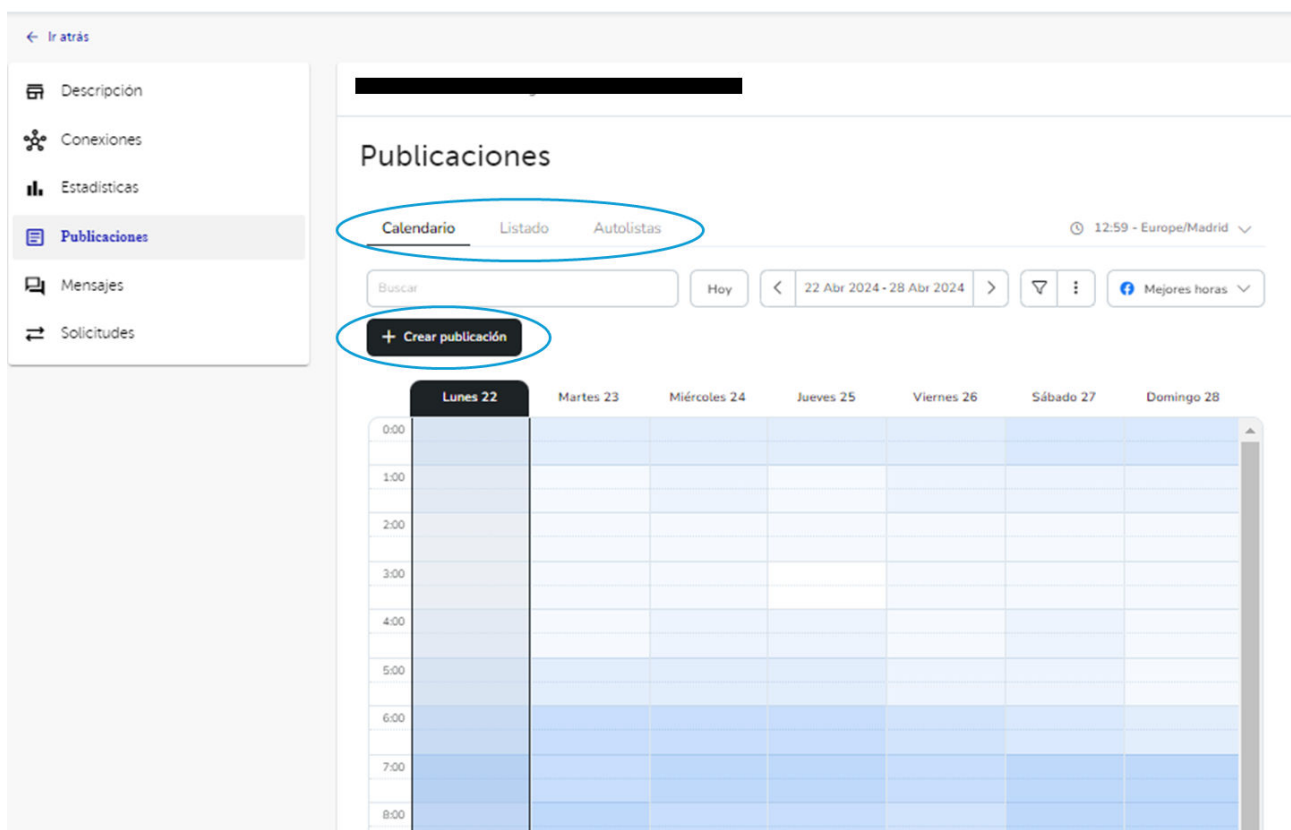 Ir atrás
Descripción
Conexiones
Estadísticas
Publicaciones
Mensajes
Solicitudes
Publicaciones
Calendario Listado Autolistas 12:59 - Europe/Madrid
Buscar Hoy 22 Abr 2024 - 28 Abr 2024 Mejores horas
+ Crear publicación
Lunes 22 Martes 23 Miércoles 24 Jueves 25 Viernes 26 Sábado 27 Domingo 28
0:00
1:00
2:00
3:00
4:00
5:00
6:00
7:00
8:00